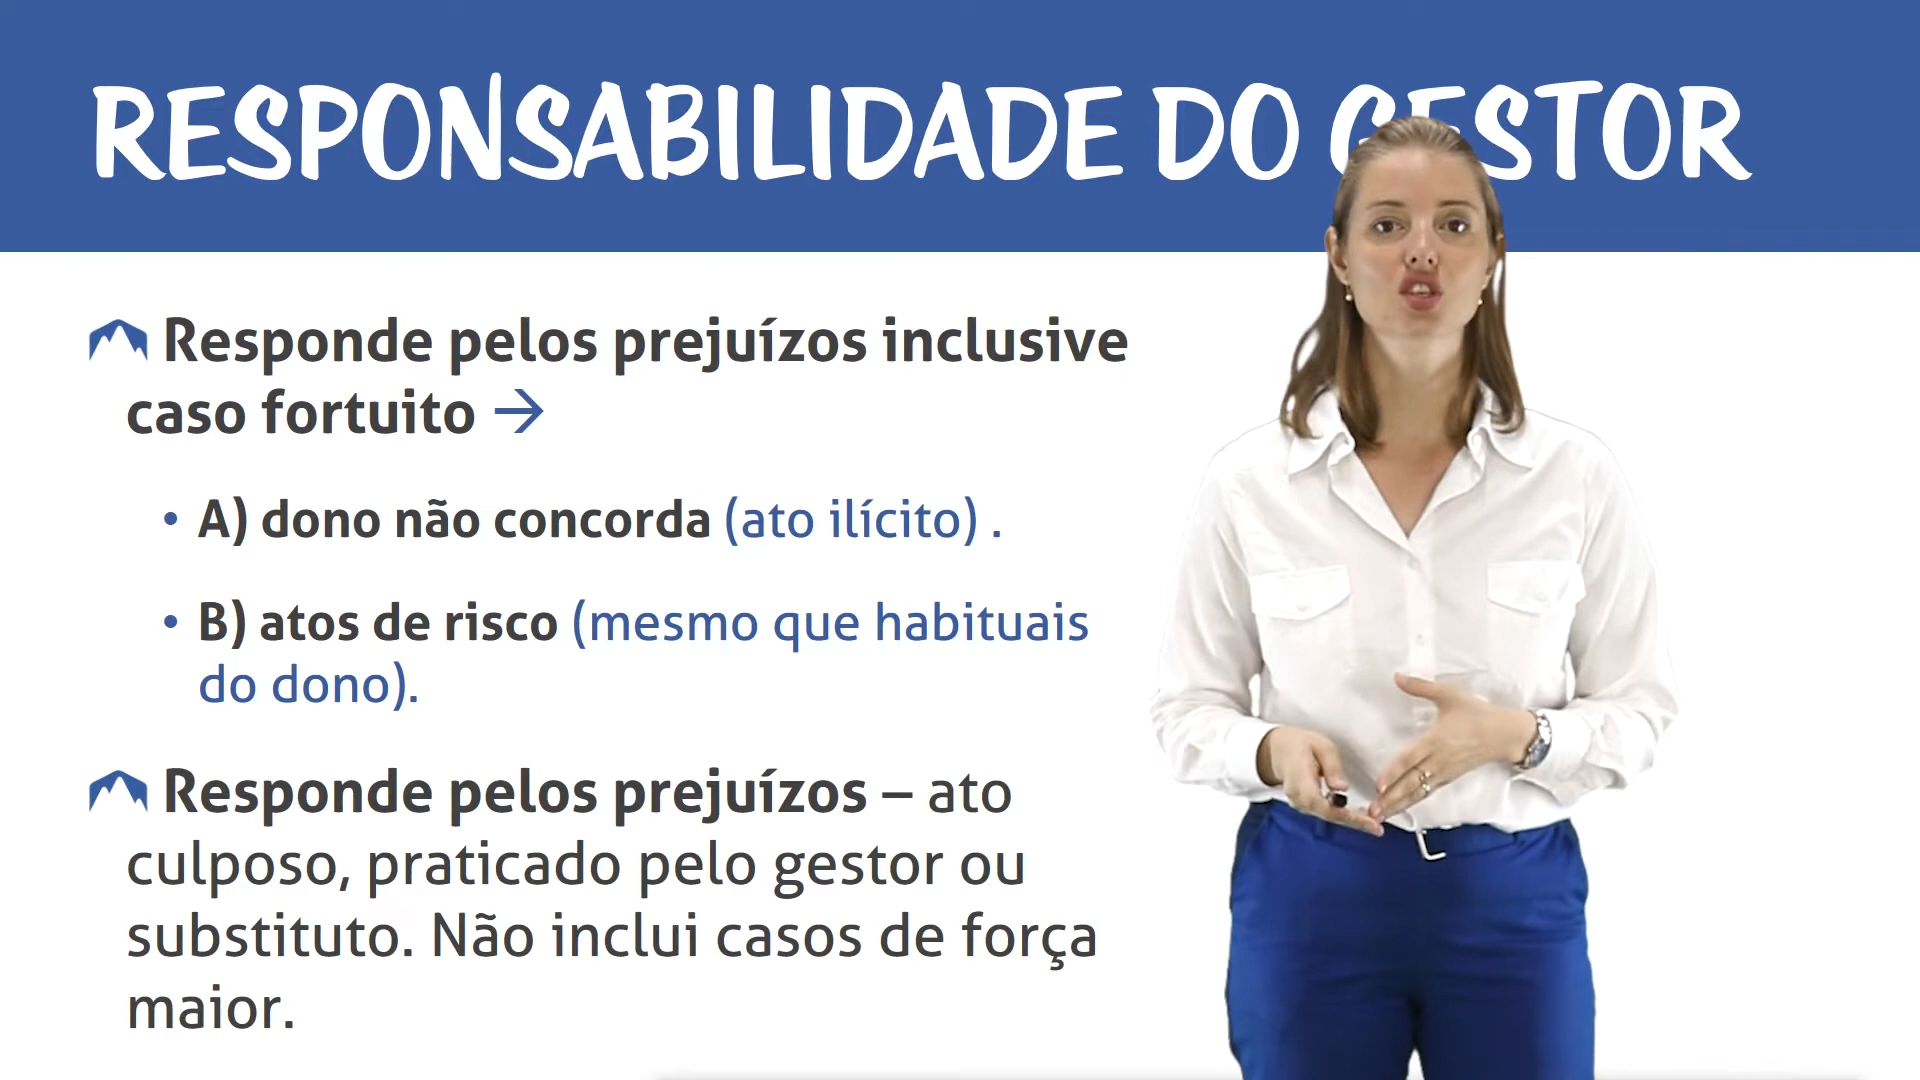 RESPONSABILIDADE DO GESTOR
Responde pelos prejuízos inclusive
caso fortuito →
• A) dono não concorda (ato ilícito) .
• B) atos de risco (mesmo que habituais
do dono).
Responde pelos prejuízos – ato
culposo, praticado pelo gestor ou
substituto. Não inclui casos de força
maior.